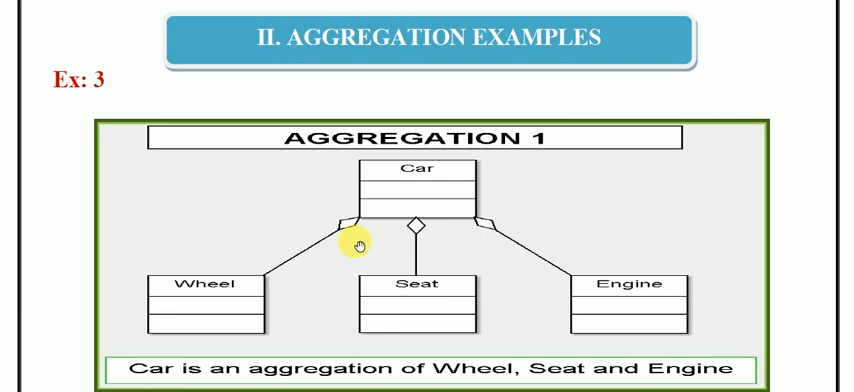 II. AGGREGATION EXAMPLES
Ex: 3
AGGREGATION 1
Car
Wheel
Seat
Engine
Car is an aggregation of Wheel, Seat and Engine